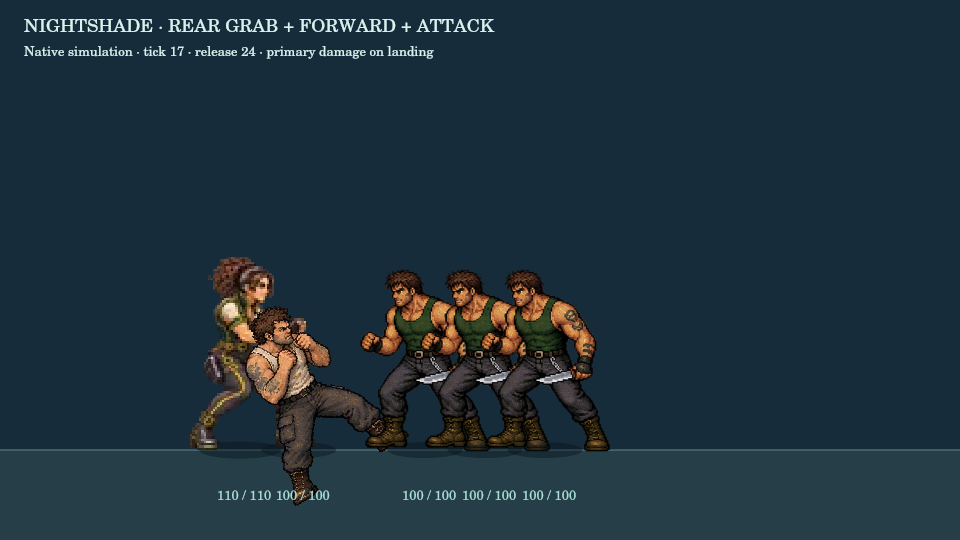 NIGHTSHADE · REAR GRAB + FORWARD + ATTACK
Native simulation · tick 17 · release 24 · primary damage on landing
110 / 110 100 / 100 100 / 100 100 / 100 100 / 100